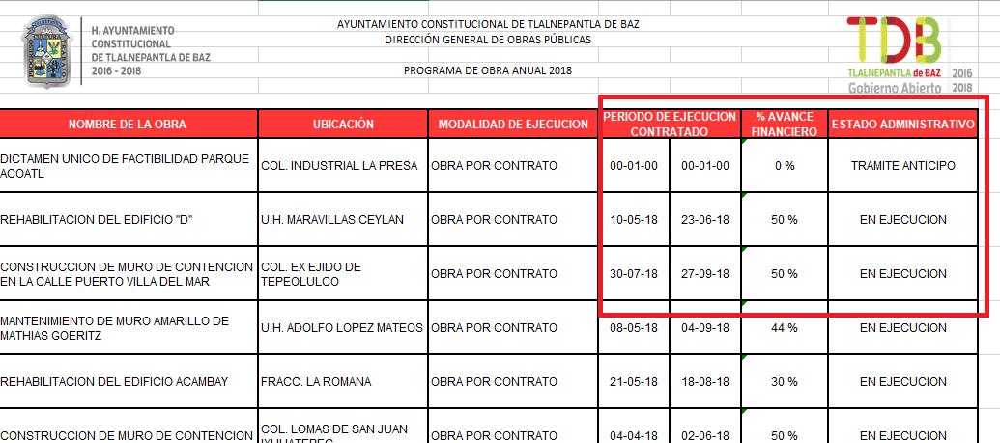 H. AYUNTAMIENTO
CONSTITUCIONAL
DE TLALNEPANTLA DE BAZ
2016 - 2018
AYUNTAMIENTO CONSTITUCIONAL DE TLALNEPANTLA DE BAZ
DIRECCIÓN GENERAL DE OBRAS PÚBLICAS
PROGRAMA DE OBRA ANUAL 2018
TDB
TLALNEPANTLA de BAZ
Gobierno Abierto
2016
2018
NOMBRE DE LA OBRA UBICACIÓN MODALIDAD DE EJECUCION PERIODO DE EJECUCION CONTRATADO % AVANCE FINANCIERO ESTADO ADMINISTRATIVO
DICTAMEN UNICO DE FACTIBILIDAD PARQUE
ACOATL
COL. INDUSTRIAL LA PRESA OBRA POR CONTRATO 00-01-00 00-01-00 0 % TRAMITE ANTICIPO
REHABILITACION DEL EDIFICIO "D" U.H. MARAVILLAS CEYLAN OBRA POR CONTRATO 10-05-18 23-06-18 50 % EN EJECUCION
CONSTRUCCION DE MURO DE CONTENCION
EN LA CALLE PUERTO VILLA DEL MAR
COL. EX EJIDO DE
TEPEOLULCO
OBRA POR CONTRATO 30-07-18 27-09-18 50 % EN EJECUCION
MANTENIMIENTO DE MURO AMARILLO DE
MATHIAS GOERITZ
U.H. ADOLFO LOPEZ MATEOS OBRA POR CONTRATO 08-05-18 04-09-18 44 % EN EJECUCION
REHABILITACION DEL EDIFICIO ACAMBAY FRACC. LA ROMANA OBRA POR CONTRATO 21-05-18 18-08-18 30 % EN EJECUCION
CONSTRUCCION DE MURO DE CONTENCION
COL. LOMAS DE SAN JUAN
OBRA POR CONTRATO 04-04-18 02-06-18 50 % EN EJECUCION